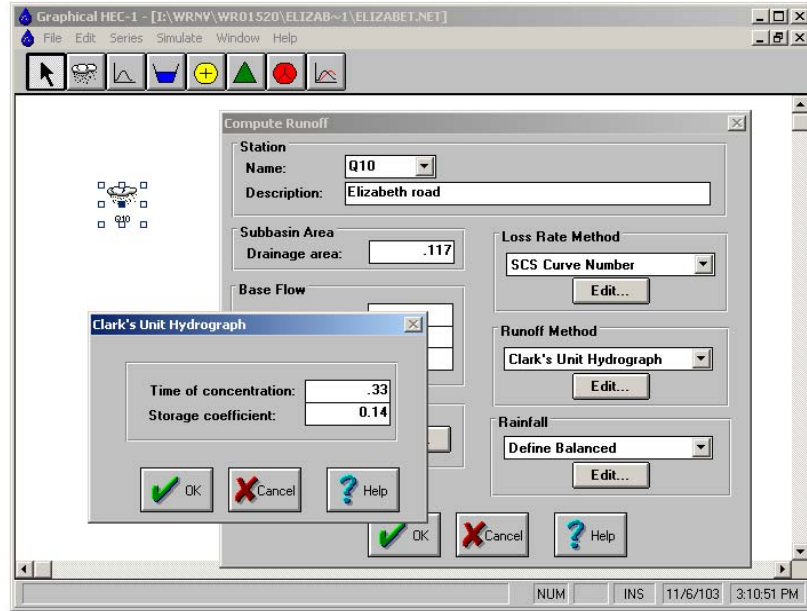 Graphical HEC-1 - [I:\WRNV\WR01520\ELIZAB~1\ELIZABET.NET]
File Edit Series Simulate Window Help
Compute Runoff
Station
Name: Q10
Description: Elizabeth road
Q10
Subbasin Area
Drainage area: .117
Loss Rate Method
SCS Curve Number
Edit...
Base Flow
Clark's Unit Hydrograph
Time of concentration: .33
Storage coefficient: 0.14
OK Cancel Help
Runoff Method
Clark's Unit Hydrograph
Edit...
Rainfall
Define Balanced
Edit...
OK Cancel Help
NUM INS 11/6/103 3:10:51 PM